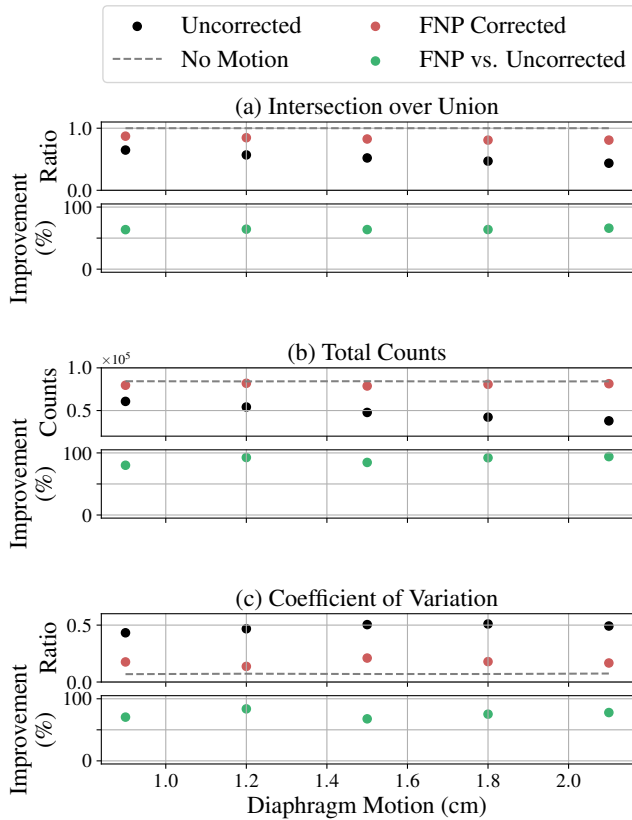 Uncorrected
FNP Corrected
No Motion
FNP vs. Uncorrected
(a) Intersection over Union
1.0
Ratio
0.0
100
Improvement
(%)
0
(b) Total Counts
×10⁵
1.0
Counts
0.5
100
Improvement
(%)
0
(c) Coefficient of Variation
0.5
Ratio
0.0
100
Improvement
(%)
0
1.0 1.2 1.4 1.6 1.8 2.0
Diaphragm Motion (cm)